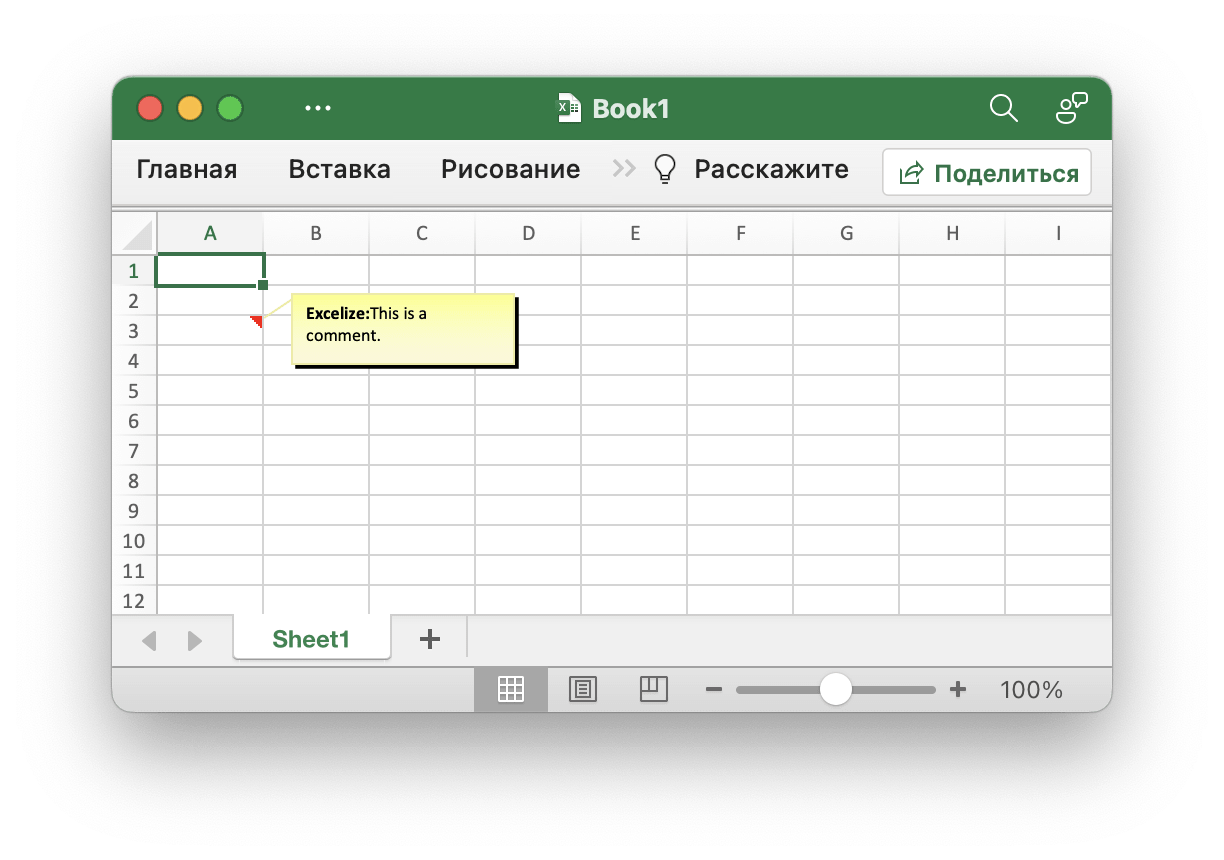 Book1
Главная Вставка Рисование Расскажите Поделиться
A B C D E F G H I
1
2
Excelize:This is a
3
comment.
4
5
6
7
8
9
10
11
12
Sheet1
100%